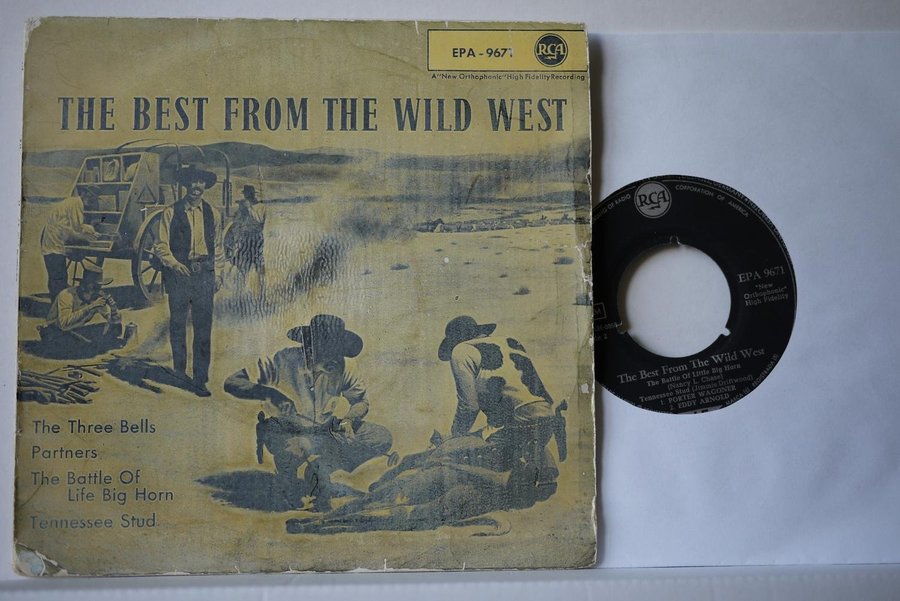 EPA - 9671 RCA
A "New Orthophonic" High Fidelity Recording
THE BEST FROM THE WILD WEST
The Three Bells
Partners
The Battle Of
Life Big Horn
Tennessee Stud
RCA
CORPORATION OF AMERICA
EPA 9671
"New
Orthophonic"
High Fidelity
The Best From The Wild West
The Battle Of Little Big Horn
(Nancy L. Chase)
Tennessee Stud (Jimmie Driftwood)
1. PORTER WAGONER
2. EDDY ARNOLD